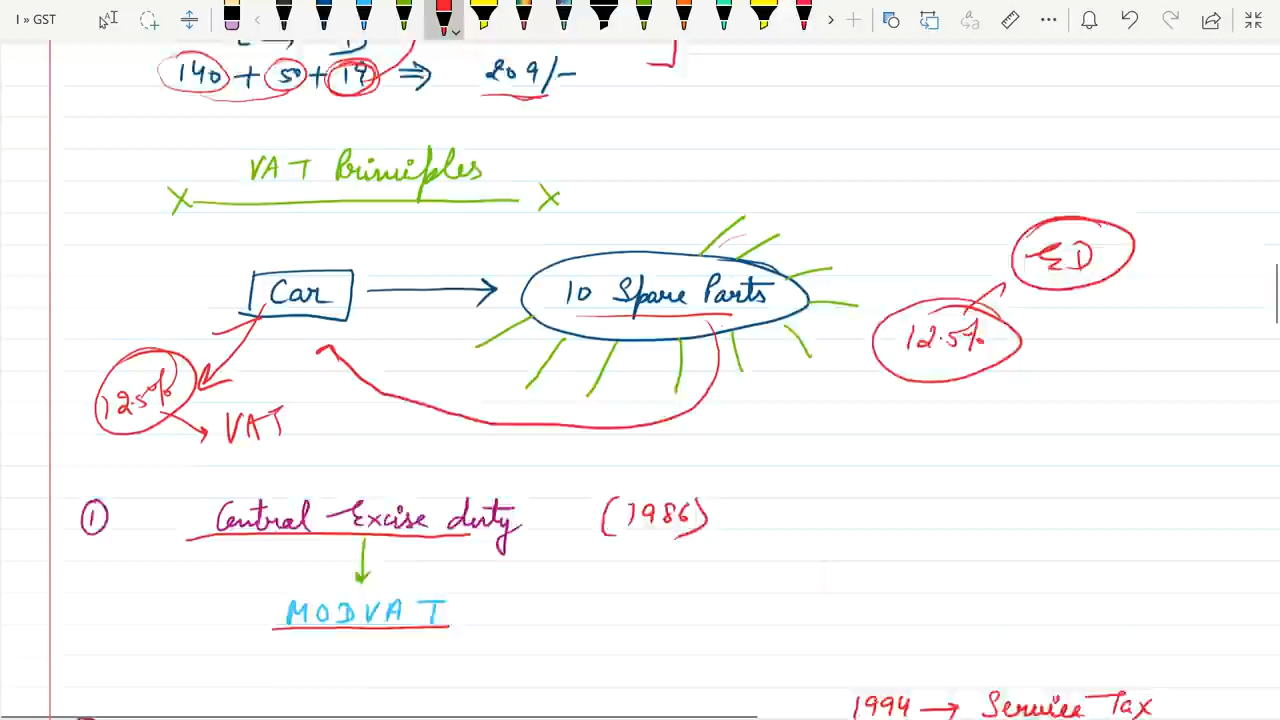 I » GST
140 + 50 + 19 ⇒ 209/-
VAT Principles
Car → 10 Spare Parts
ED
12.5%
12.5% → VAT
① Central Excise duty (1986)
MODVAT
1994 → Service Tax